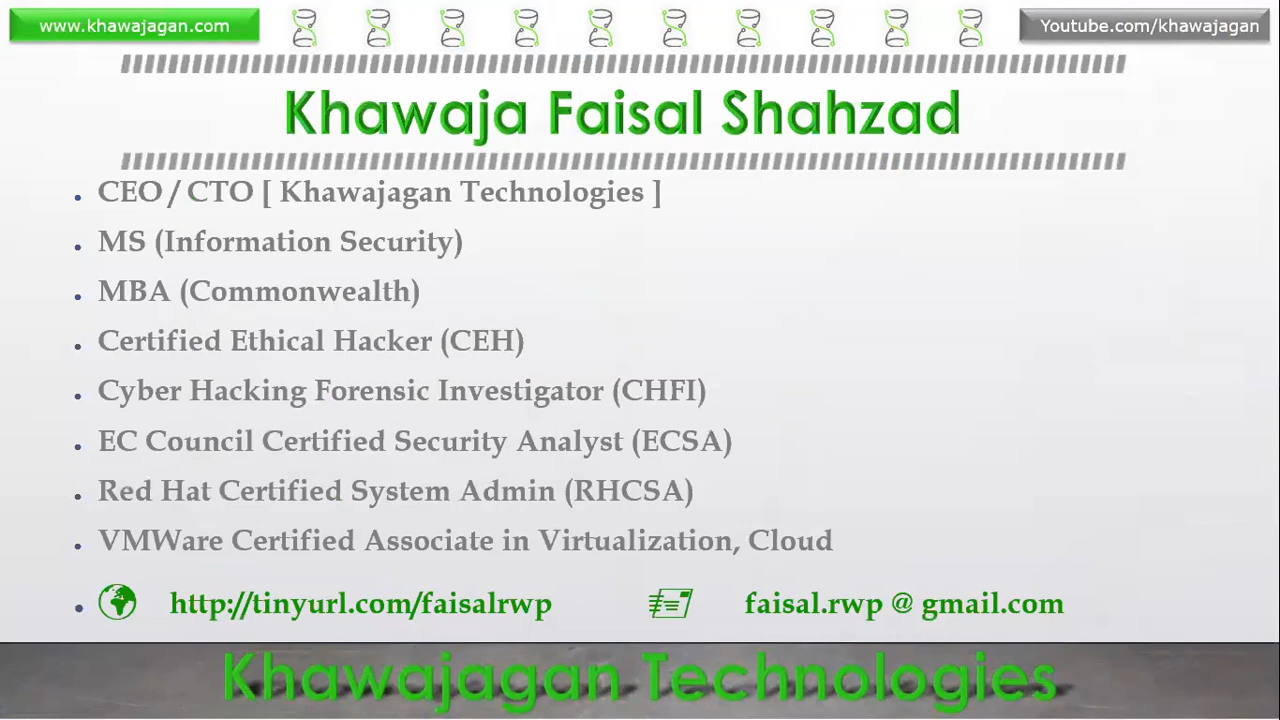 www.khawajagan.com
Youtube.com/khawajagan
Khawaja Faisal Shahzad
• CEO / CTO [ Khawajagan Technologies ]
• MS (Information Security)
• MBA (Commonwealth)
• Certified Ethical Hacker (CEH)
• Cyber Hacking Forensic Investigator (CHFI)
• EC Council Certified Security Analyst (ECSA)
• Red Hat Certified System Admin (RHCSA)
• VMWare Certified Associate in Virtualization, Cloud
• http://tinyurl.com/faisalrwp faisal.rwp @ gmail.com
Khawajagan Technologies